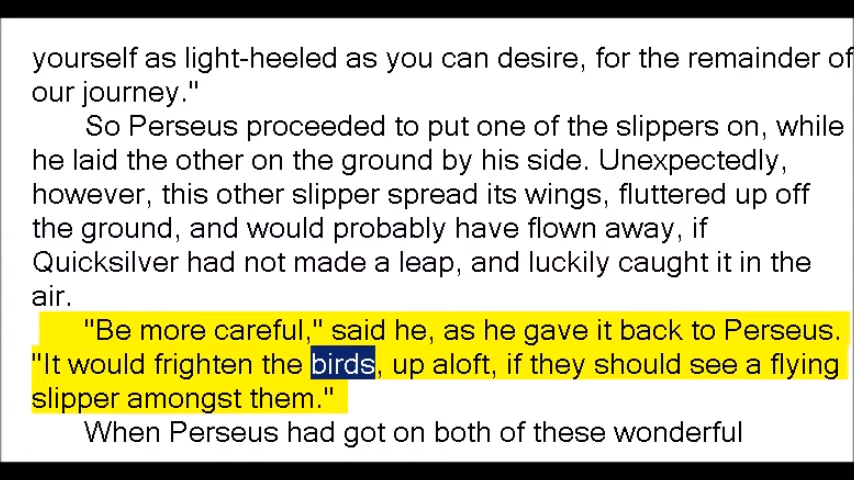 yourself as light-heeled as you can desire, for the remainder of
our journey."
So Perseus proceeded to put one of the slippers on, while
he laid the other on the ground by his side. Unexpectedly,
however, this other slipper spread its wings, fluttered up off
the ground, and would probably have flown away, if
Quicksilver had not made a leap, and luckily caught it in the
air.
"Be more careful," said he, as he gave it back to Perseus.
"It would frighten the birds, up aloft, if they should see a flying
slipper amongst them."
When Perseus had got on both of these wonderful